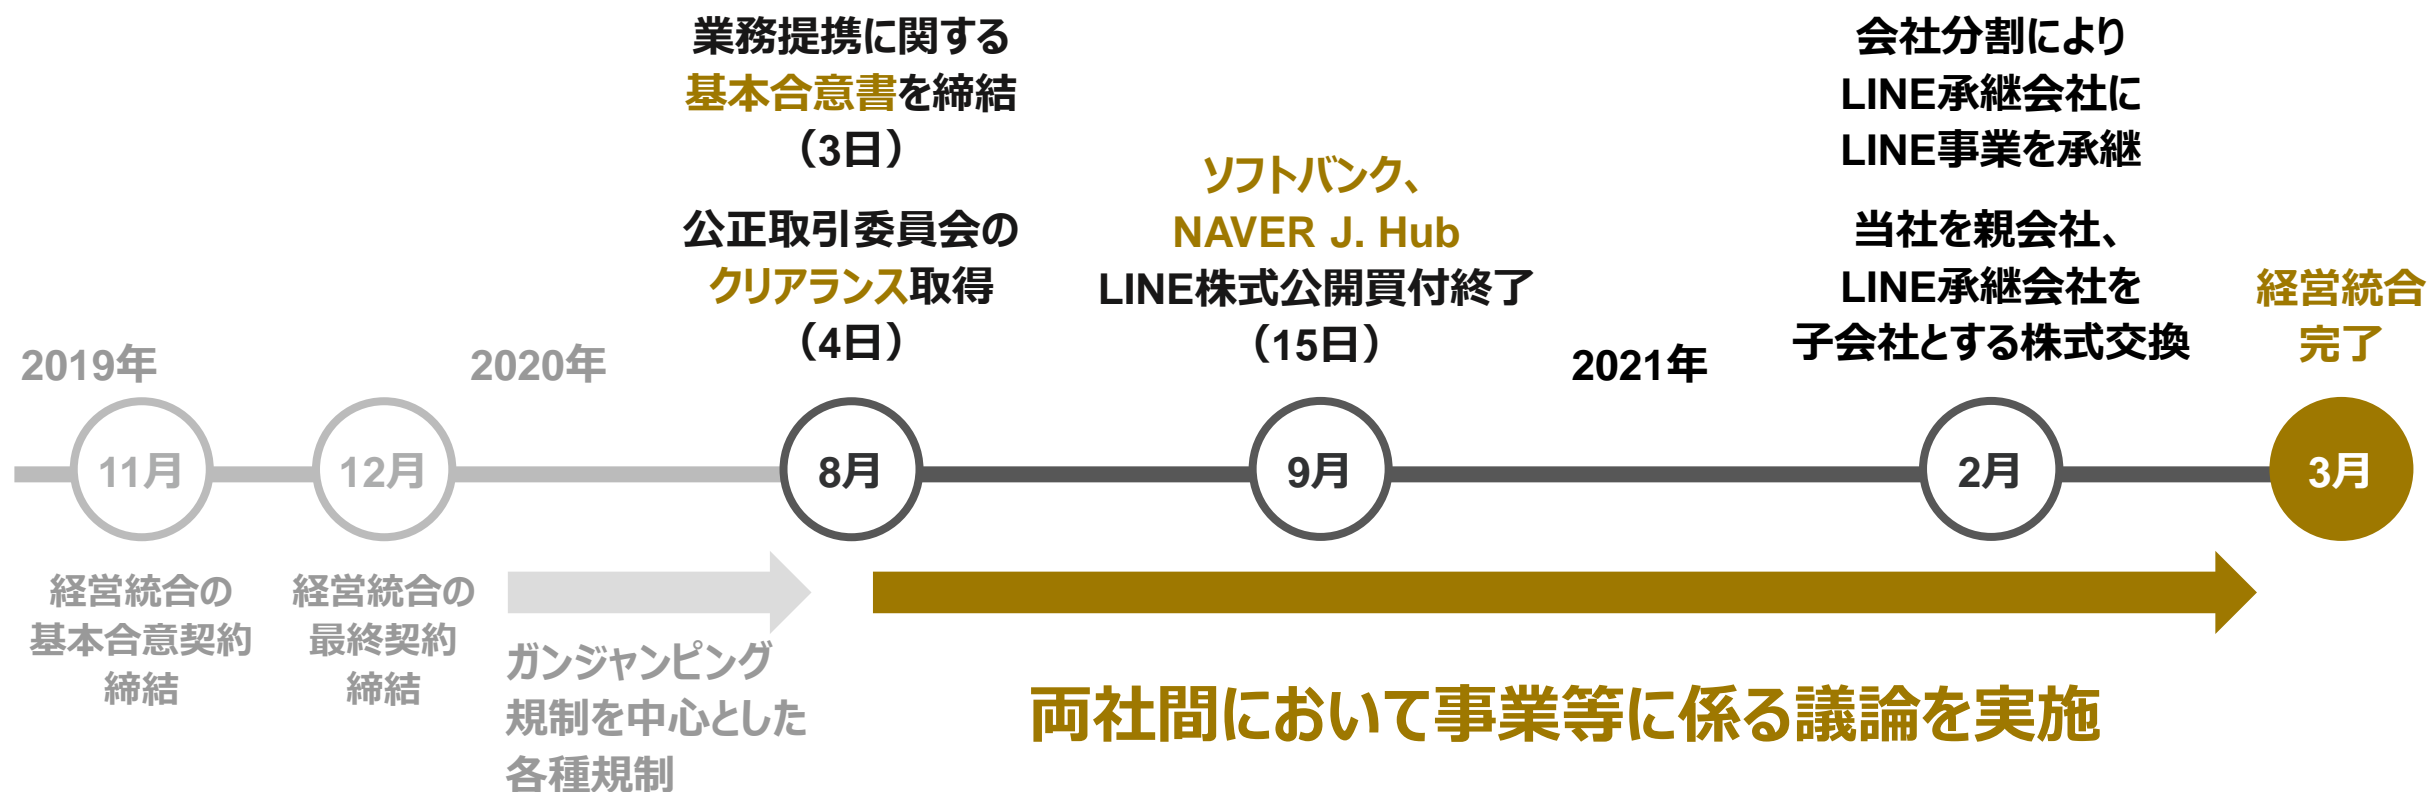 業務提携に関する
基本合意書を締結
（3日）
公正取引委員会の
クリアランス取得
（4日）
ソフトバンク、
NAVER J. Hub
LINE株式公開買付終了
（15日）
会社分割により
LINE承継会社に
LINE事業を承継
当社を親会社、
LINE承継会社を
子会社とする株式交換
経営統合
完了
2019年
2020年
2021年
11月
12月
8月
9月
2月
3月
経営統合の
基本合意契約
締結
経営統合の
最終契約
締結
ガンジャンピング
規制を中心とした
各種規制
両社間において事業等に係る議論を実施